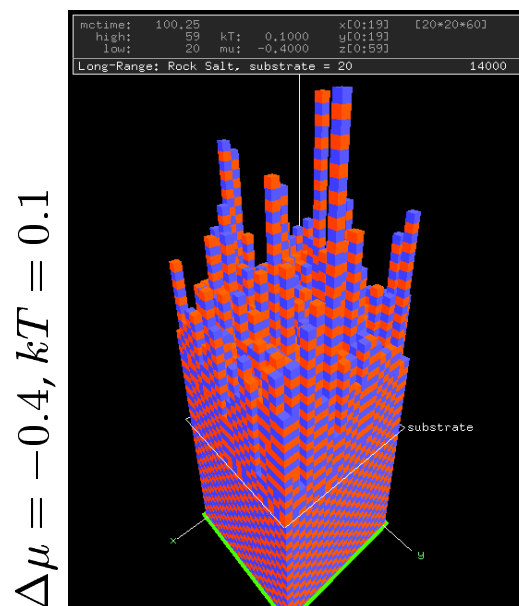 mctime: 100.25 x[0:19] [20*20*60]
high: 59 kT: 0.1000 y[0:19]
low: 20 mu: -0.4000 z[0:59]
Long-Range: Rock Salt, substrate = 20 14000
Δμ = −0.4, kT = 0.1
substrate
x
y